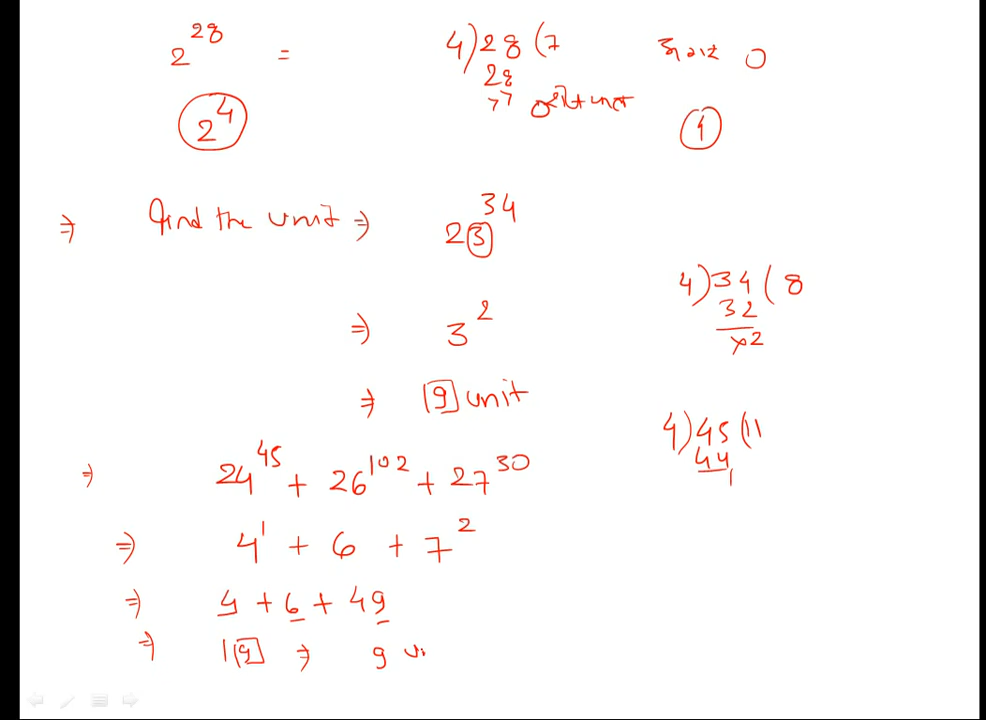 2^28 = 4)28(7 0
28
2^4 1
⇒ find the unit ⇒ 23^34
4)34(8
32
⇒ 3^2 ×2
⇒ 9 unit
4)45(11
44
1
⇒ 24^45 + 26^102 + 27^30
⇒ 4^1 + 6 + 7^2
⇒ 4 + 6 + 49
⇒ 19 ⇒ 9